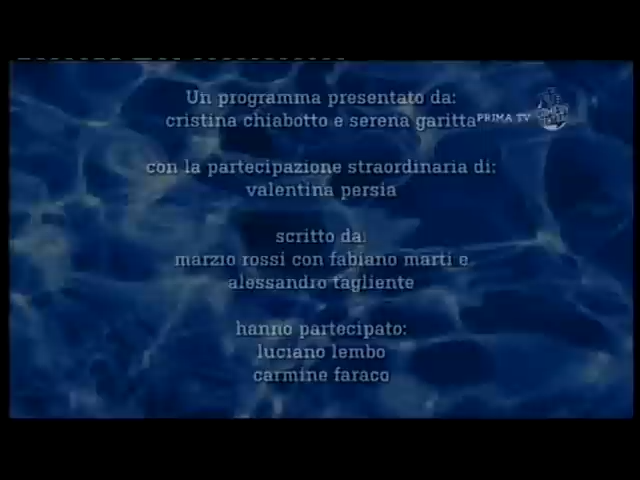 Un programma presentato da:
cristina chiabotto e serena garitta
PRIMA TV
con la partecipazione straordinaria di:
valentina persia
scritto da:
marzio rossi con fabiano marti e
alessandro tagliente
hanno partecipato:
luciano lembo
carmine faraco